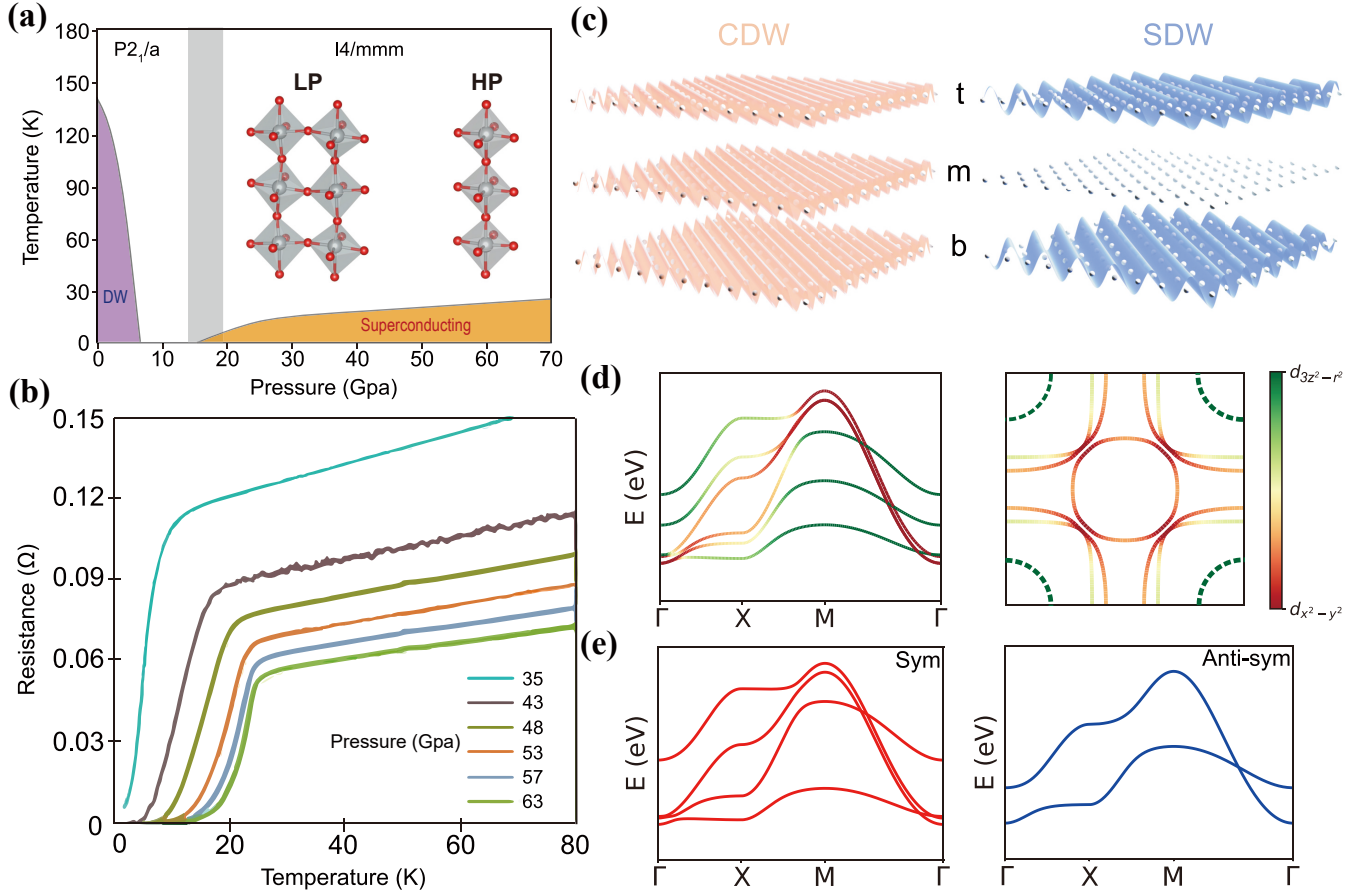 (a)
180
150
120
90
60
30
0
Temperature (K)
P2₁/a
I4/mmm
LP
HP
DW
Superconducting
0 10 20 30 40 50 60 70
Pressure (Gpa)
(b)
0.15
0.12
0.09
0.06
0.03
0
Resistance (Ω)
Pressure (Gpa)
35
43
48
53
57
63
0 20 40 60 80
Temperature (K)
(c)
CDW
SDW
t
m
b
(d)
E (eV)
Γ X M Γ
d₃z²−r²
dx²−y²
(e)
Sym
E (eV)
Γ X M Γ
Anti-sym
E (eV)
Γ X M Γ